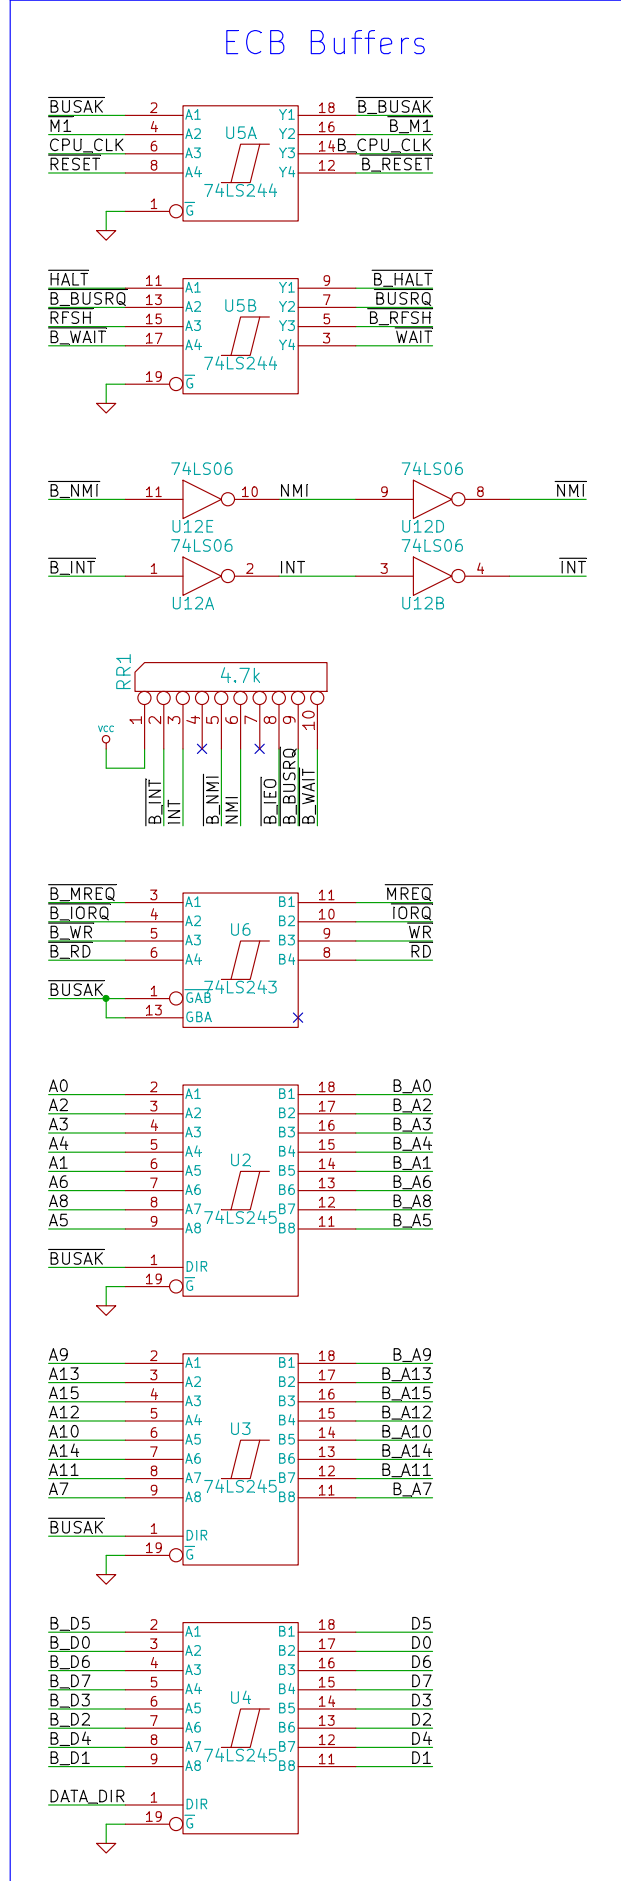 ECB Buffers
BUSAK 2 A1 Y1 18 B_BUSAK
M1 4 A2 U5A Y2 16 B_M1
CPU_CLK 6 A3 Y3 14 B_CPU_CLK
RESET 8 A4 Y4 12 B_RESET
74LS244
1 G
HALT 11 A1 Y1 9 B_HALT
B_BUSRQ 13 A2 U5B Y2 7 BUSRQ
RFSH 15 A3 Y3 5 B_RFSH
B_WAIT 17 A4 Y4 3 WAIT
74LS244
19 G
74LS06 74LS06
B_NMI 11 10 NMI 9 8 NMI
U12E U12D
74LS06 74LS06
B_INT 1 2 INT 3 4 INT
U12A U12B
RR1 4.7k
1 2 3 4 5 6 7 8 9 10
VCC
B_INT INT B_NMI NMI B_IEO B_BUSRQ B_WAIT
B_MREQ 3 A1 B1 11 MREQ
B_IORQ 4 A2 B2 10 IORQ
B_WR 5 A3 U6 B3 9 WR
B_RD 6 A4 B4 8 RD
74LS243
BUSAK 1 GAB
13 GBA
A0 2 A1 B1 18 B_A0
A2 3 A2 B2 17 B_A2
A3 4 A3 B3 16 B_A3
A4 5 A4 B4 15 B_A4
A1 6 A5 U2 B5 14 B_A1
A6 7 A6 B6 13 B_A6
A8 8 A7 B7 12 B_A8
A5 9 A8 74LS245 B8 11 B_A5
BUSAK 1 DIR
19 G
A9 2 A1 B1 18 B_A9
A13 3 A2 B2 17 B_A13
A15 4 A3 B3 16 B_A15
A12 5 A4 B4 15 B_A12
A10 6 A5 U3 B5 14 B_A10
A14 7 A6 B6 13 B_A14
A11 8 A7 B7 12 B_A11
A7 9 A8 74LS245 B8 11 B_A7
BUSAK 1 DIR
19 G
B_D5 2 A1 B1 18 D5
B_D0 3 A2 B2 17 D0
B_D6 4 A3 B3 16 D6
B_D7 5 A4 B4 15 D7
B_D3 6 A5 U4 B5 14 D3
B_D2 7 A6 B6 13 D2
B_D4 8 A7 B7 12 D4
B_D1 9 A8 74LS245 B8 11 D1
DATA_DIR 1 DIR
19 G